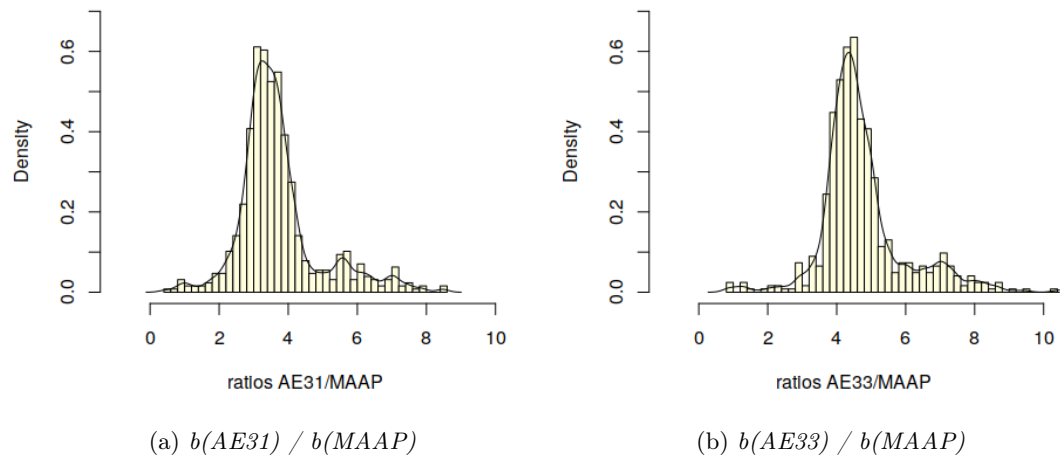 0.6
0.4
0.2
0.0
Density
0 2 4 6 8 10
ratios AE31/MAAP
(a) b(AE31) / b(MAAP)
0.6
0.4
0.2
0.0
Density
0 2 4 6 8 10
ratios AE33/MAAP
(b) b(AE33) / b(MAAP)